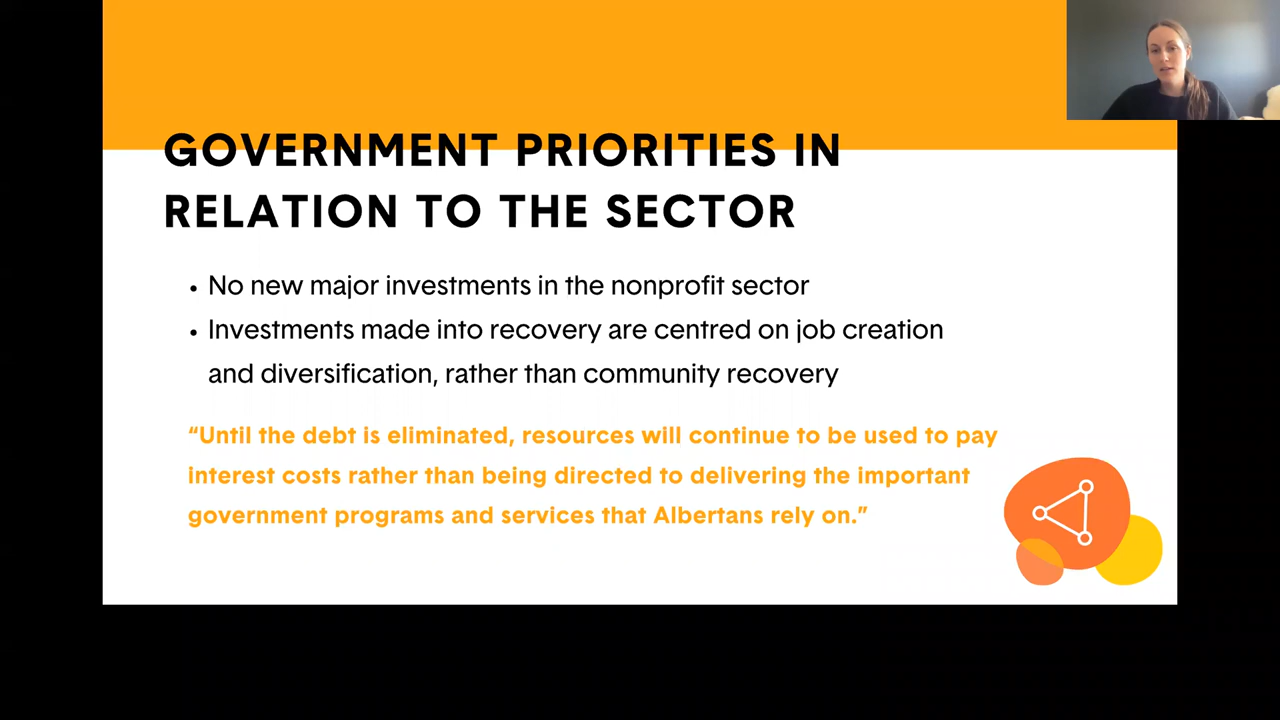 GOVERNMENT PRIORITIES IN
RELATION TO THE SECTOR
• No new major investments in the nonprofit sector
• Investments made into recovery are centred on job creation
and diversification, rather than community recovery
“Until the debt is eliminated, resources will continue to be used to pay
interest costs rather than being directed to delivering the important
government programs and services that Albertans rely on.”